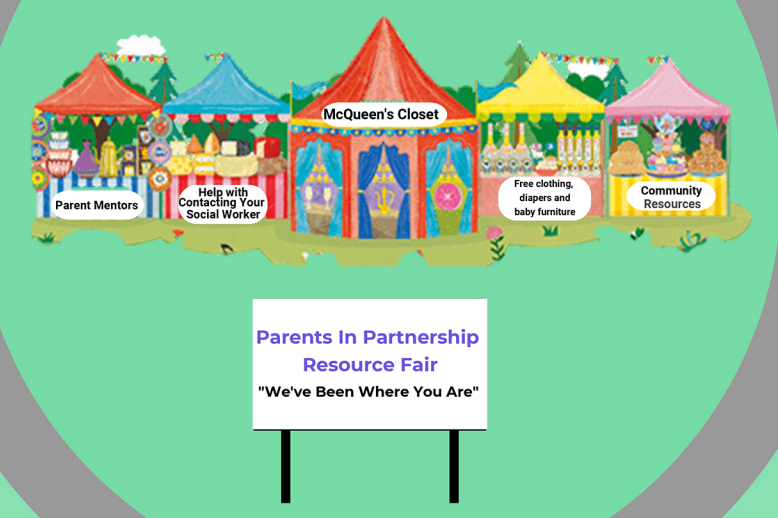 McQueen's Closet
Parent Mentors
Help with
Contacting Your
Social Worker
Free clothing,
diapers and
baby furniture
Community
Resources
Parents In Partnership
Resource Fair
"We've Been Where You Are"